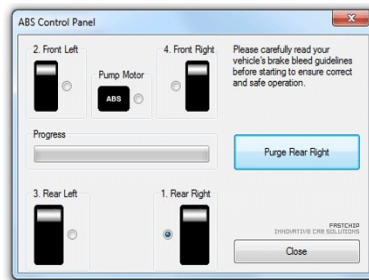 ABS Control Panel
2. Front Left
4. Front Right
Pump Motor
ABS
Please carefully read your
vehicle's brake bleed guidelines
before starting to ensure correct
and safe operation.
Progress
Purge Rear Right
3. Rear Left
1. Rear Right
FASTCHIP
INNOVATIVE CAR SOLUTIONS
Close